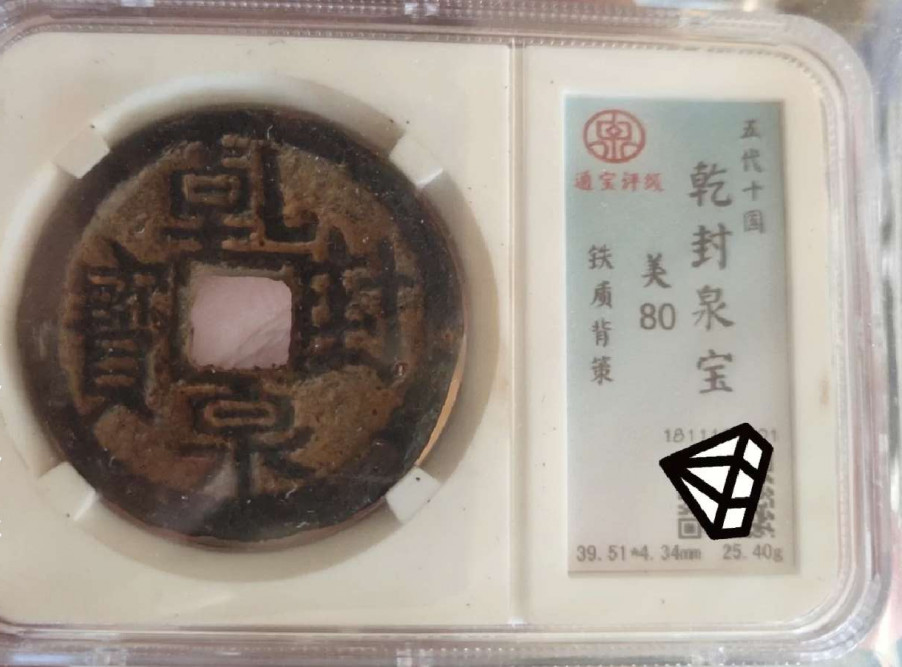 乾
封
泉
寳
通宝评级
五代十国
乾封泉宝
美
80
铁质背策
39.51*4.34mm 25.40g